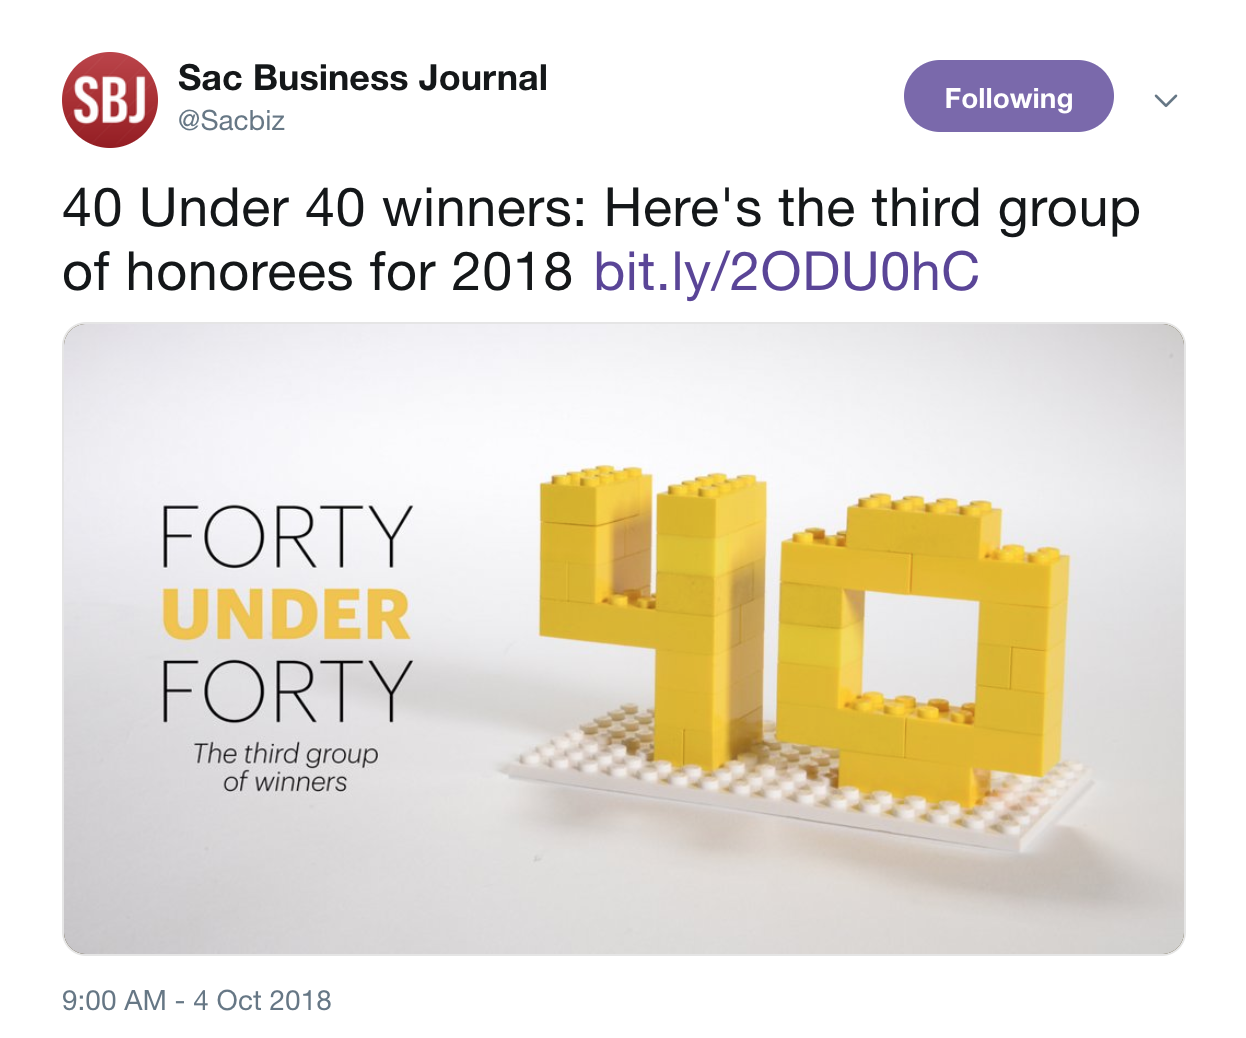 SBJ
Sac Business Journal
@Sacbiz
Following
40 Under 40 winners: Here's the third group
of honorees for 2018 bit.ly/2ODU0hC
FORTY
UNDER
FORTY
The third group
of winners
40
9:00 AM - 4 Oct 2018